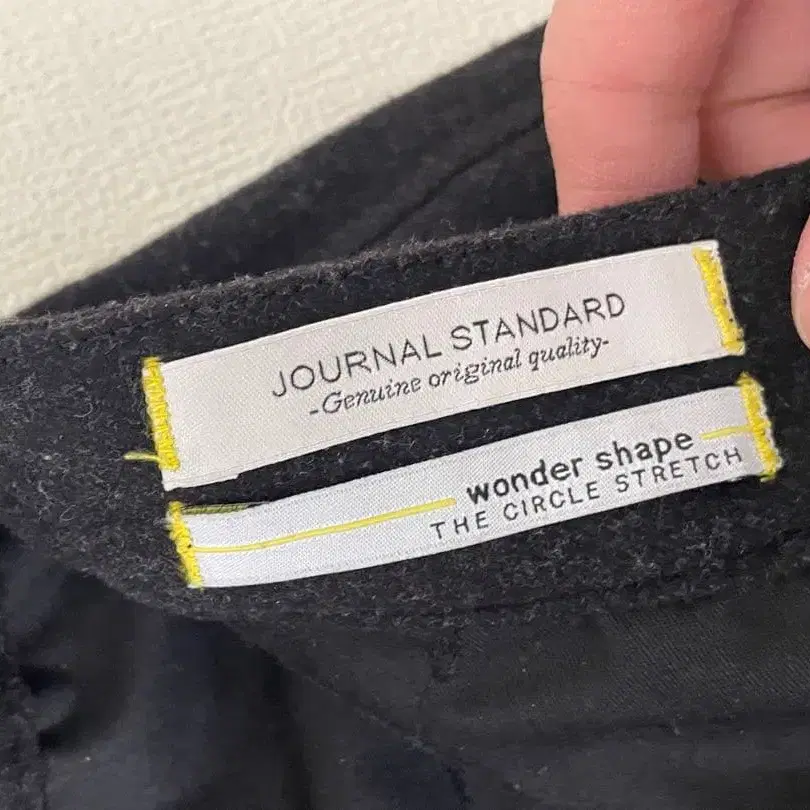 JOURNAL STANDARD
-Genuine original quality-
wonder shape
THE CIRCLE STRETCH